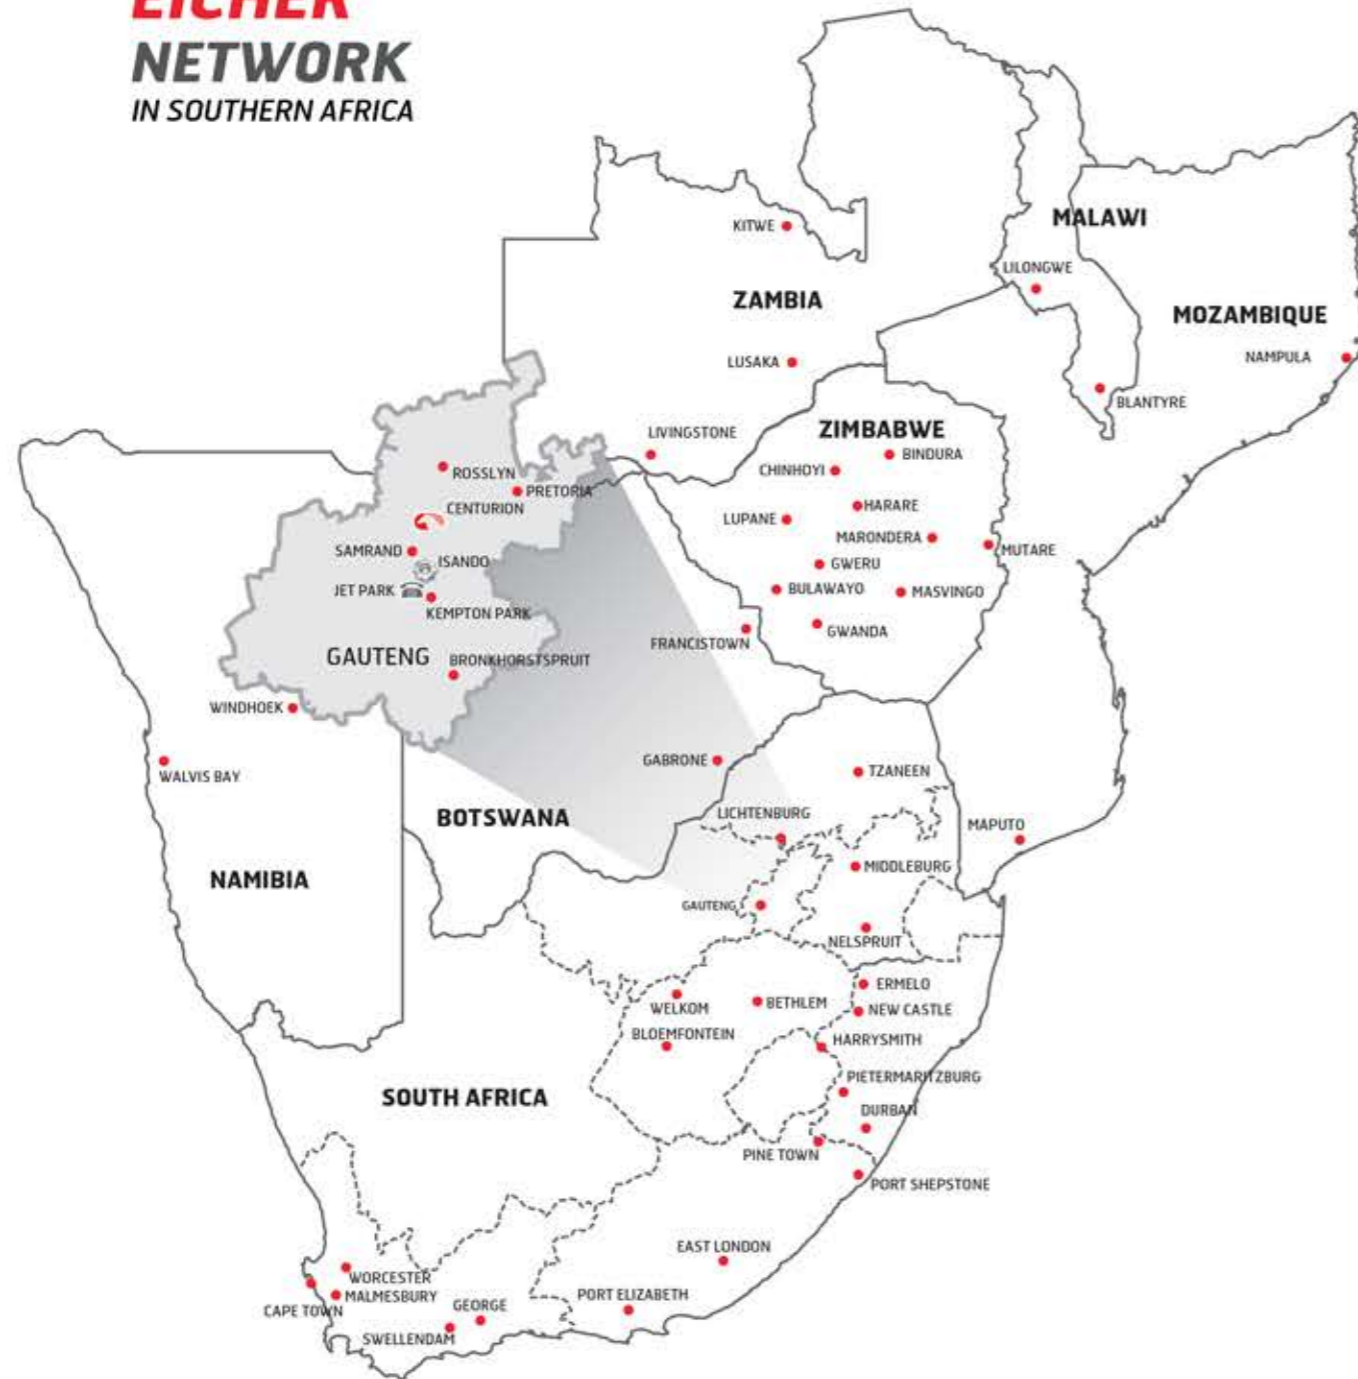 EICHER
NETWORK
IN SOUTHERN AFRICA
KITWE
MALAWI
LILONGWE
ZAMBIA
MOZAMBIQUE
NAMPULA
LUSAKA
BLANTYRE
LIVINGSTONE
ZIMBABWE
BINDURA
CHINHOYI
ROSSLYN
PRETORIA
CENTURION
HARARE
LUPANE
MARONDERA
MUTARE
SAMRAND
ISANDO
GWERU
JET PARK
BULAWAYO
MASVINGO
KEMPTON PARK
GWANDA
FRANCISTOWN
GAUTENG
BRONKHORSTSPRUIT
WINDHOEK
GABRONE
TZANEEN
WALVIS BAY
LICHTENBURG
BOTSWANA
MAPUTO
MIDDLEBURG
NAMIBIA
GAUTENG
NELSPRUIT
ERMELO
WELKOM
BETHLEM
NEW CASTLE
BLOEMFONTEIN
HARRYSMITH
PIETERMARITZBURG
SOUTH AFRICA
DURBAN
PINE TOWN
PORT SHEPSTONE
EAST LONDON
WORCESTER
MALMESBURY
PORT ELIZABETH
GEORGE
CAPE TOWN
SWELLENDAM